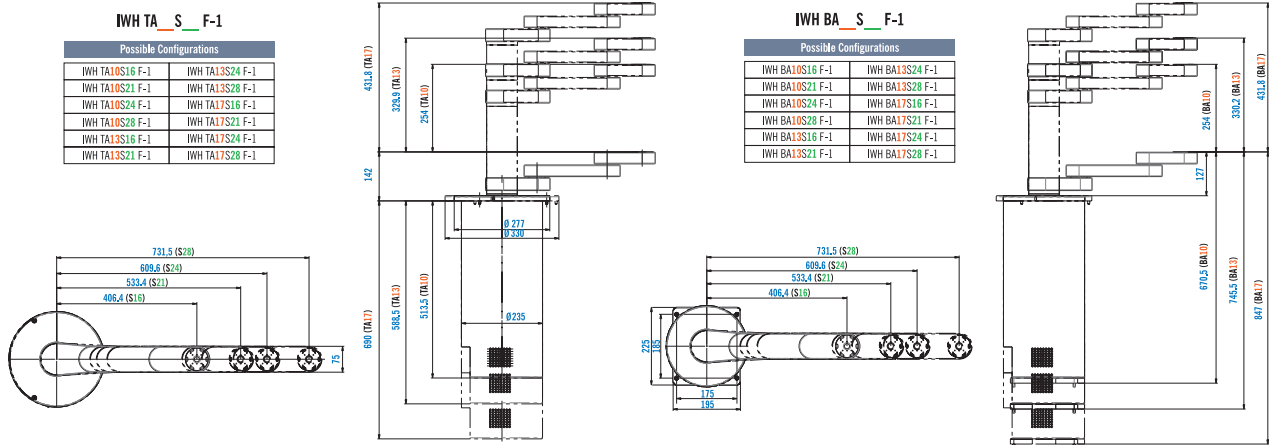 IWH TA__S__F-1
Possible Configurations
IWH TA10S16 F-1 IWH TA13S24 F-1
IWH TA10S21 F-1 IWH TA13S28 F-1
IWH TA10S24 F-1 IWH TA17S16 F-1
IWH TA10S28 F-1 IWH TA17S21 F-1
IWH TA13S16 F-1 IWH TA17S24 F-1
IWH TA13S21 F-1 IWH TA17S28 F-1
731.5 (S28)
609.6 (S24)
533.4 (S21)
406.4 (S16)
75
431.8 (TA17)
329.9 (TA13)
254 (TA10)
142
Ø 277
Ø 330
Ø235
690 (TA17)
588.5 (TA13)
513.5 (TA10)
IWH BA__S__F-1
Possible Configurations
IWH BA10S16 F-1 IWH BA13S24 F-1
IWH BA10S21 F-1 IWH BA13S28 F-1
IWH BA10S24 F-1 IWH BA17S16 F-1
IWH BA10S28 F-1 IWH BA17S21 F-1
IWH BA13S16 F-1 IWH BA17S24 F-1
IWH BA13S21 F-1 IWH BA17S28 F-1
731.5 (S28)
609.6 (S24)
533.4 (S21)
406.4 (S16)
225
185
175
195
254 (BA10)
330.2 (BA13)
431.8 (BA17)
127
670.5 (BA10)
745.5 (BA13)
847 (BA17)